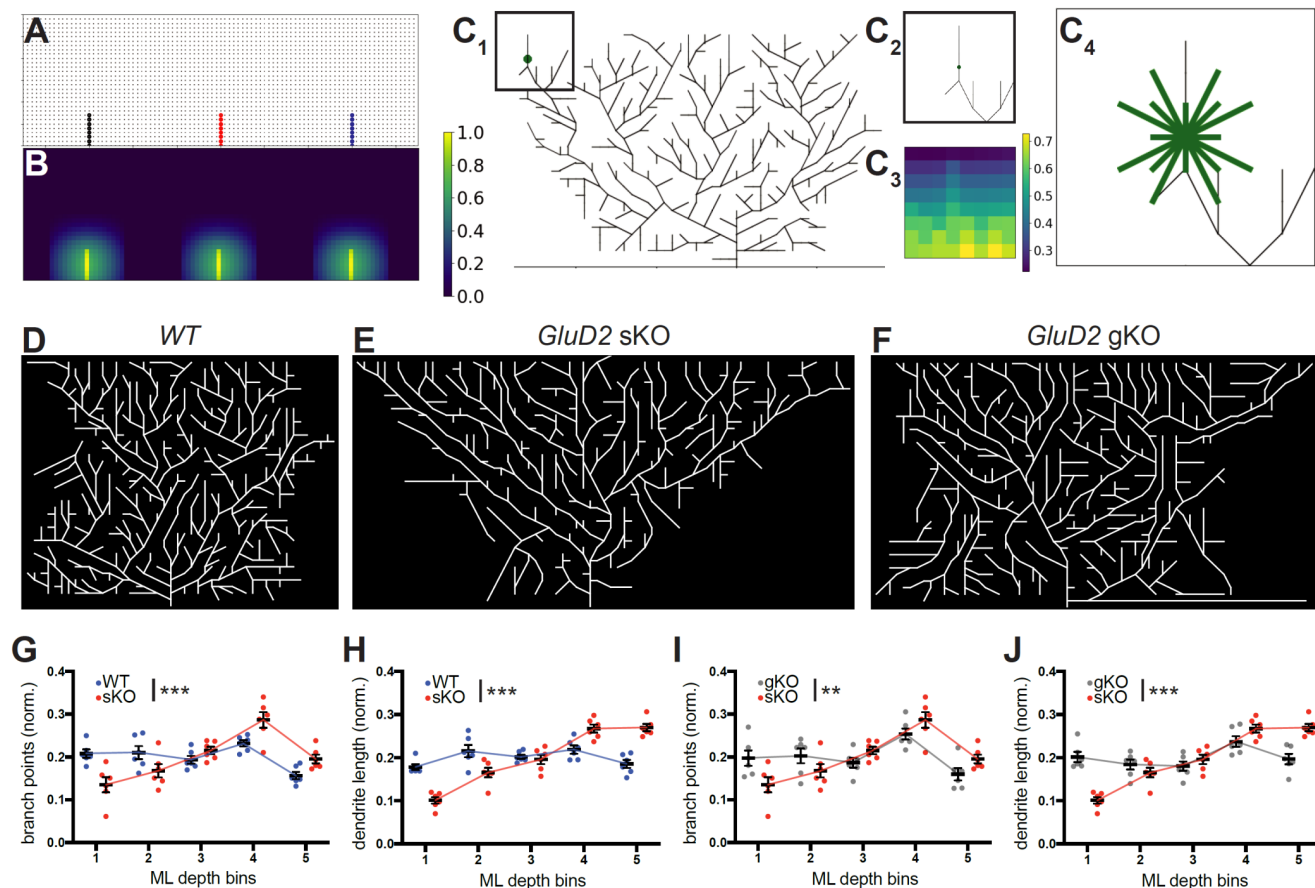 A
B
1.0
0.8
0.6
0.4
0.2
0.0
C1
C2
C3
0.7
0.6
0.5
0.4
0.3
C4
D WT
E GluD2 sKO
F GluD2 gKO
G
branch points (norm.)
0.4
0.3
0.2
0.1
0.0
WT
sKO
***
1 2 3 4 5
ML depth bins
H
dendrite length (norm.)
0.4
0.3
0.2
0.1
0.0
WT
sKO
***
1 2 3 4 5
ML depth bins
I
branch points (norm.)
0.4
0.3
0.2
0.1
0.0
gKO
sKO
**
1 2 3 4 5
ML depth bins
J
dendrite length (norm.)
0.4
0.3
0.2
0.1
0.0
gKO
sKO
***
1 2 3 4 5
ML depth bins